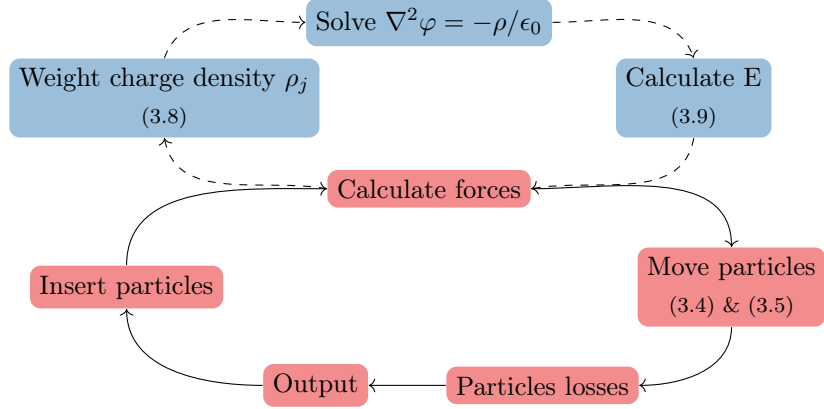 Solve ∇²φ = −ρ/ϵ₀
Weight charge density ρⱼ
(3.8)
Calculate E
(3.9)
Calculate forces
Insert particles
Move particles
(3.4) & (3.5)
Output
Particles losses